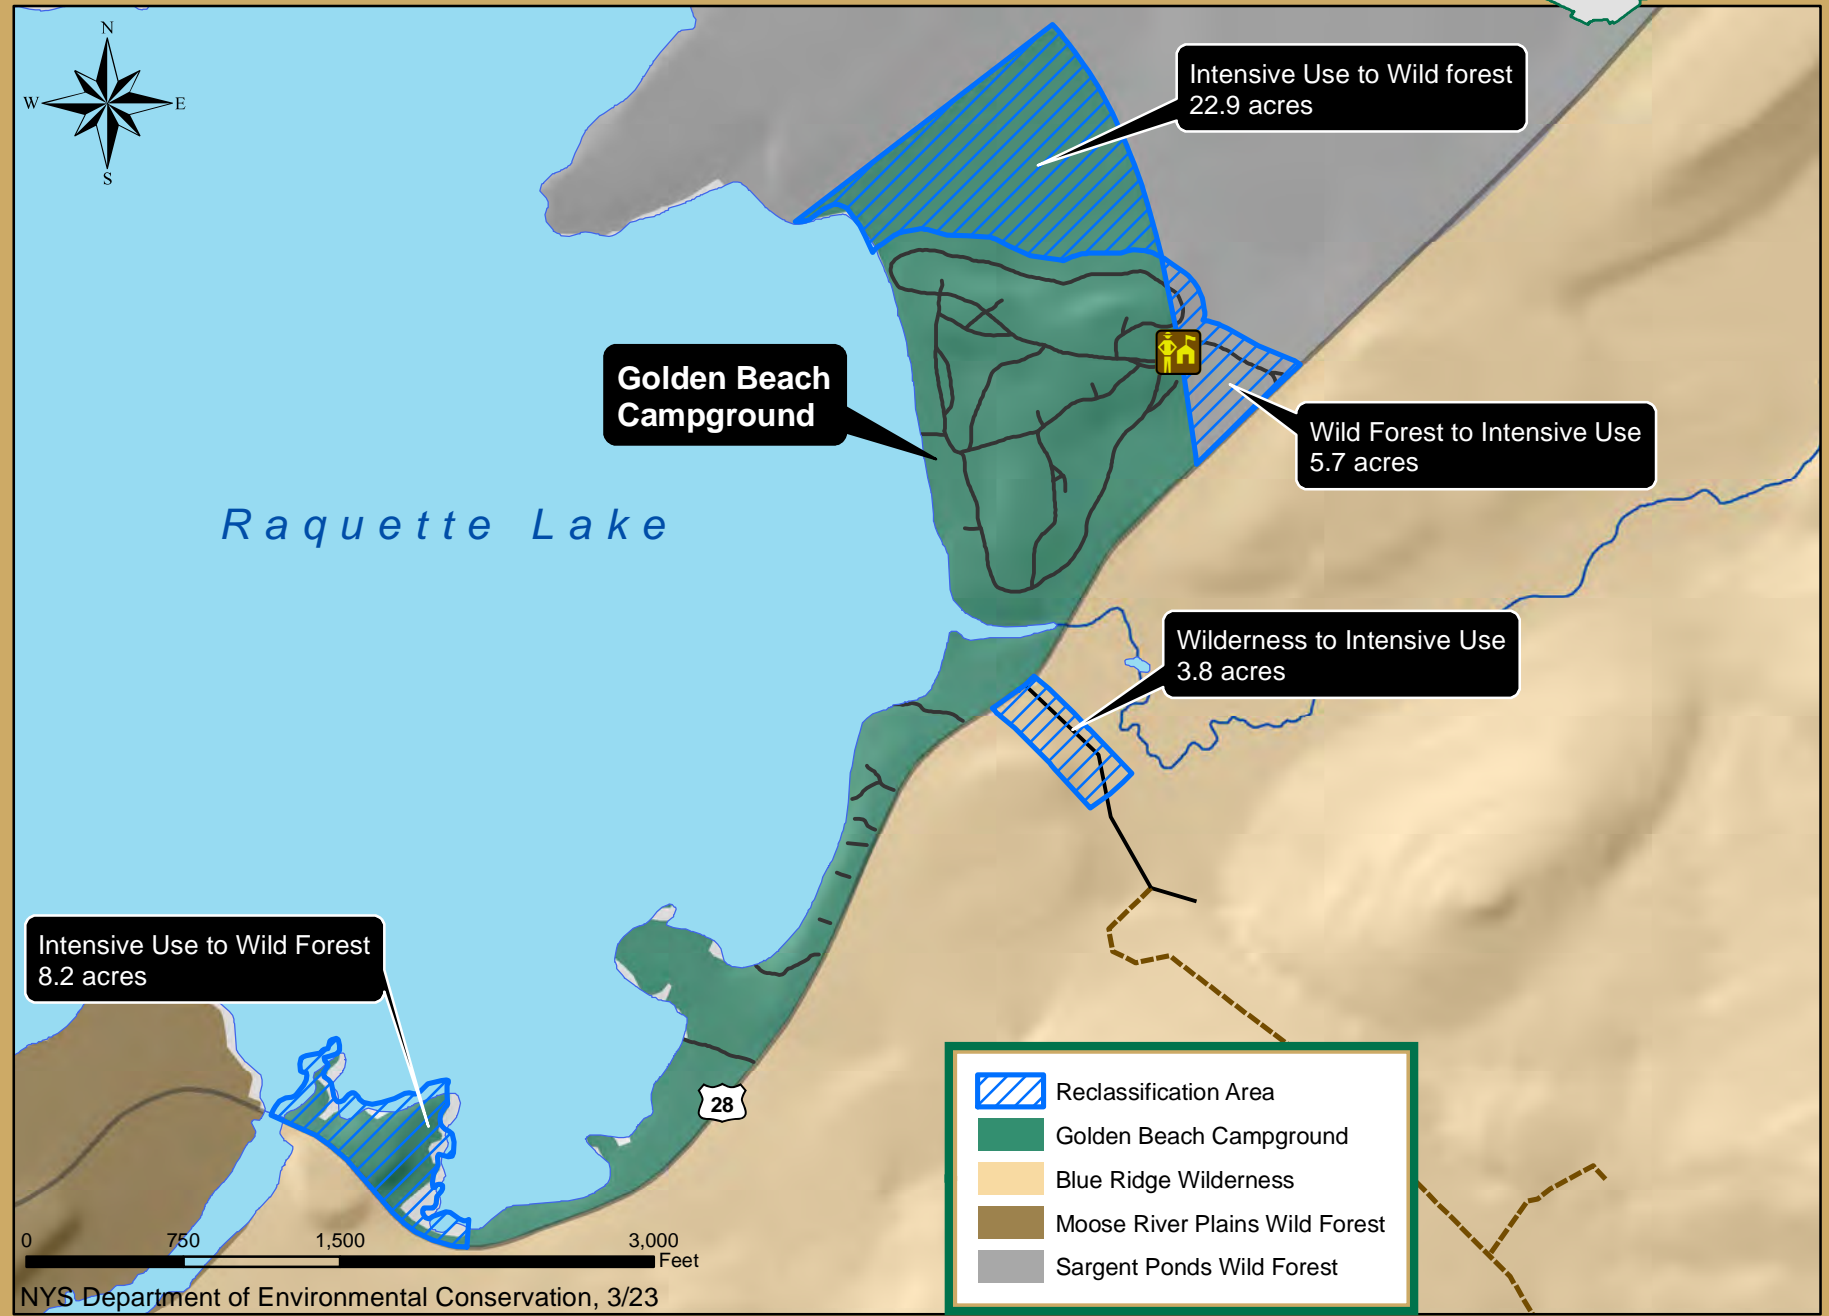 N
W
E
S
Intensive Use to Wild forest
22.9 acres
Golden Beach
Campground
Wild Forest to Intensive Use
5.7 acres
Raquette Lake
Wilderness to Intensive Use
3.8 acres
Intensive Use to Wild Forest
8.2 acres
28
Reclassification Area
Golden Beach Campground
Blue Ridge Wilderness
Moose River Plains Wild Forest
Sargent Ponds Wild Forest
0 750 1,500 3,000
Feet
NYS Department of Environmental Conservation, 3/23